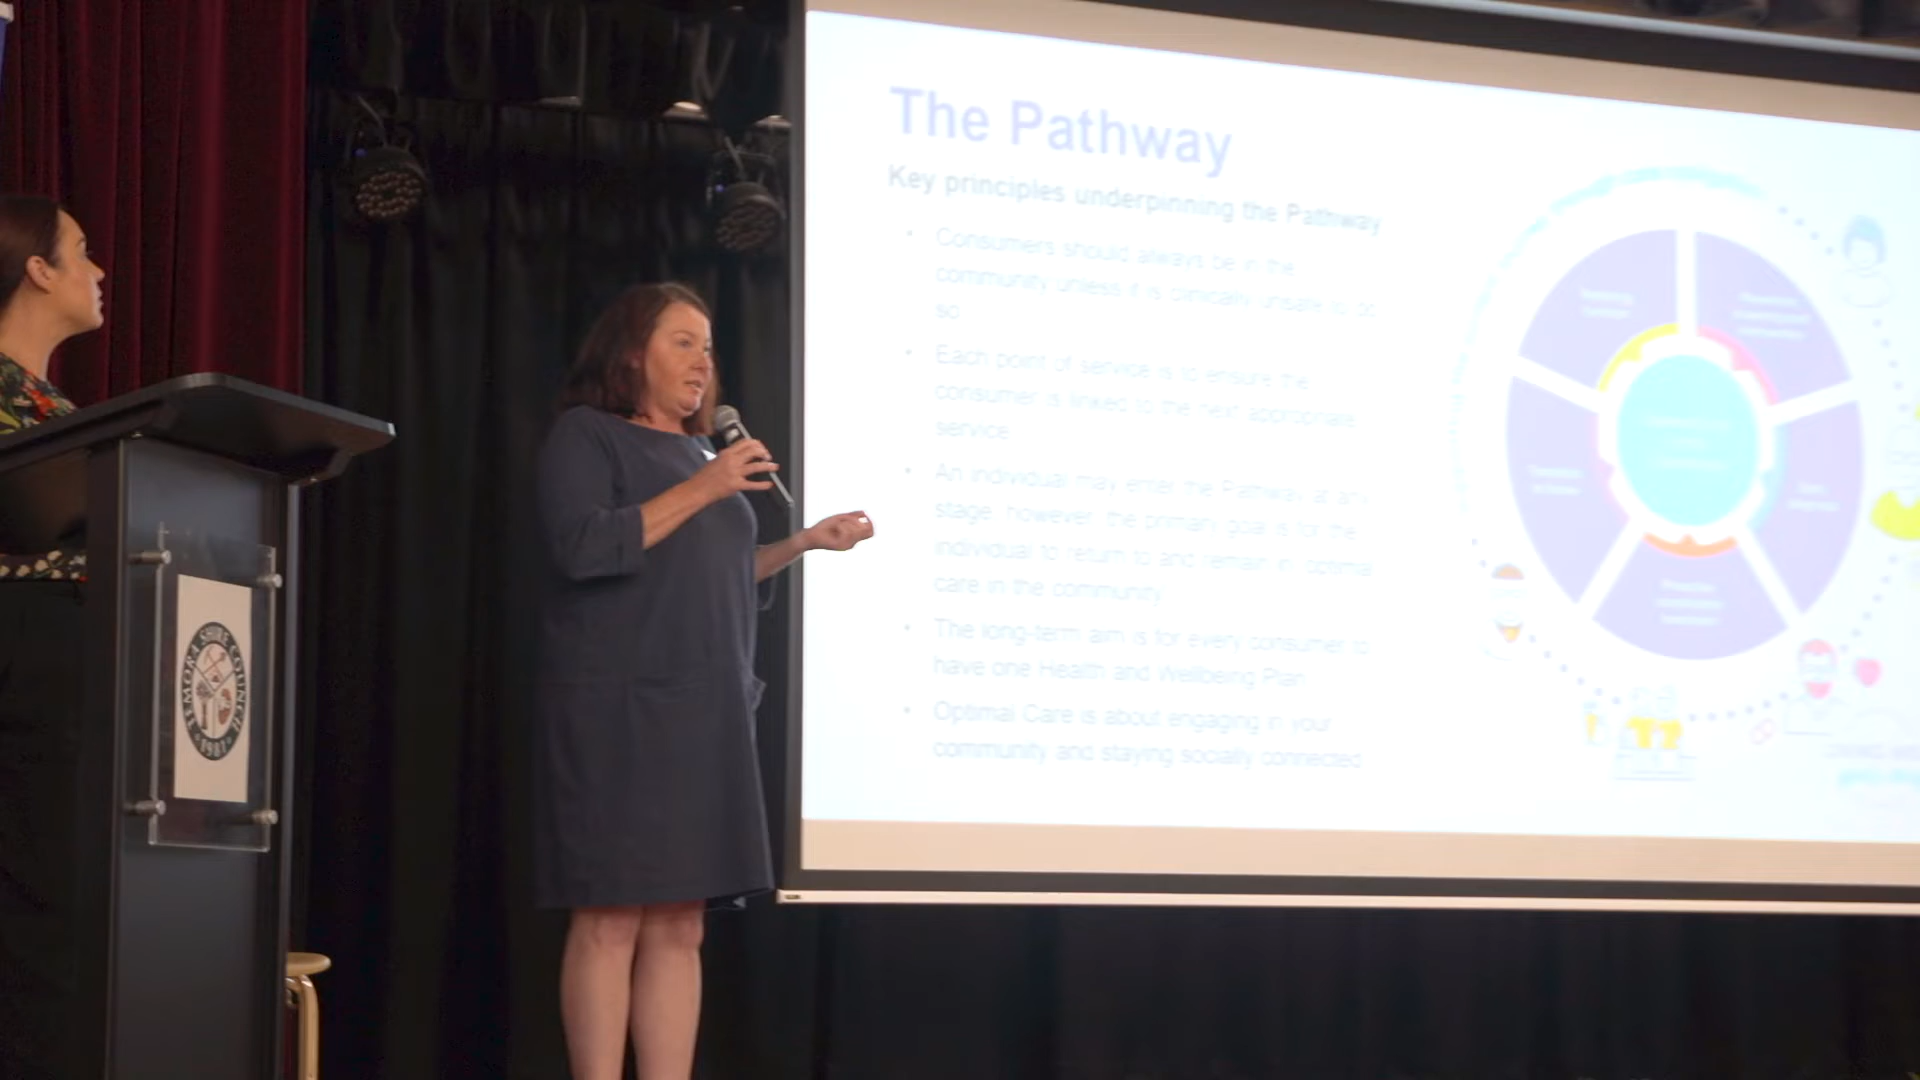 The Pathway
Key principles underpinning the Pathway
• Consumers should always be in the
community unless it is clinically unsafe to do
so
• Each point of service is to ensure the
consumer is linked to the next appropriate
service
• An individual may enter the Pathway at any
stage, however, the primary goal is for the
individual to return to and remain in optimal
care in the community
• The long-term aim is for every consumer to
have one Health and Wellbeing Plan
• Optimal Care is about engaging in your
community and staying socially connected
TEMORA SHIRE COUNCIL
1981